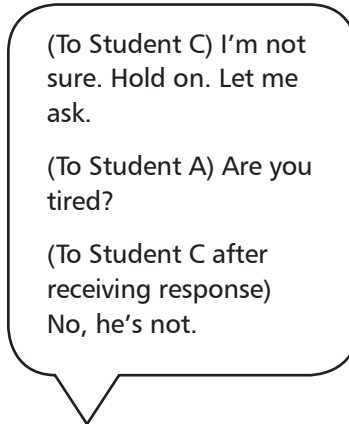 (To Student C) I’m not
sure. Hold on. Let me
ask.
(To Student A) Are you
tired?
(To Student C after
receiving response)
No, he’s not.